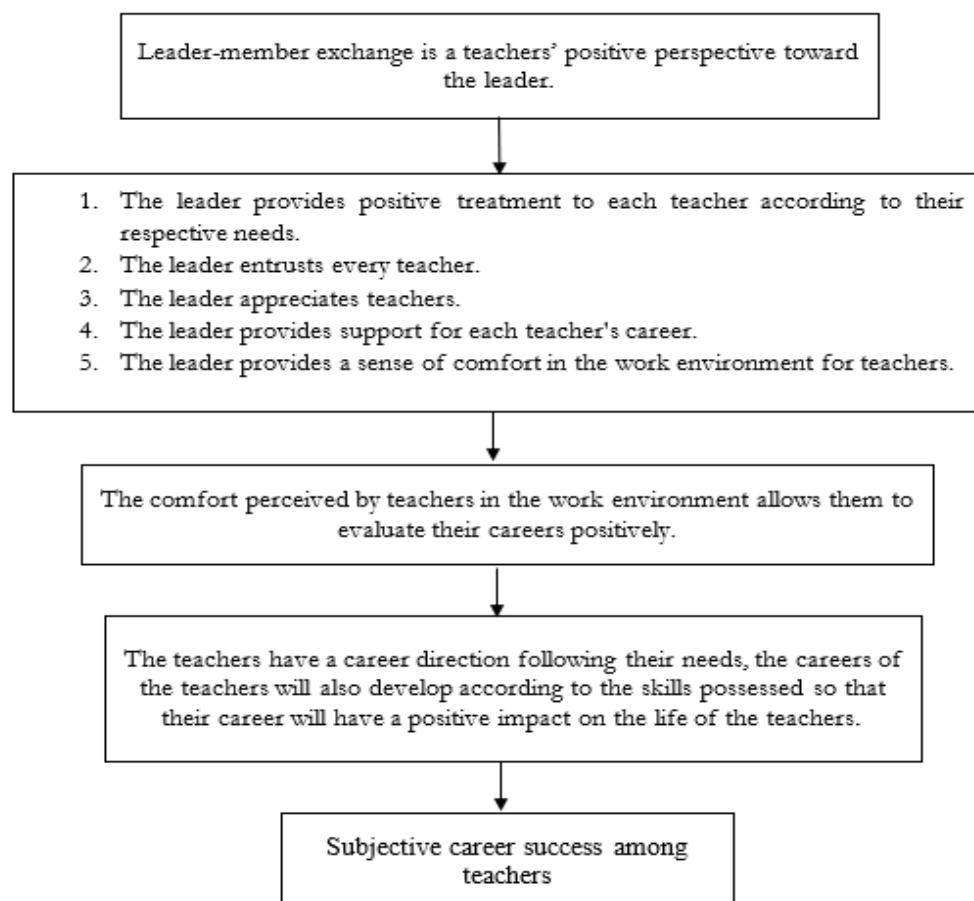 Leader-member exchange is a teachers' positive perspective toward
the leader.
1. The leader provides positive treatment to each teacher according to their
respective needs.
2. The leader entrusts every teacher.
3. The leader appreciates teachers.
4. The leader provides support for each teacher's career.
5. The leader provides a sense of comfort in the work environment for teachers.
The comfort perceived by teachers in the work environment allows them to
evaluate their careers positively.
The teachers have a career direction following their needs, the careers of
the teachers will also develop according to the skills possessed so that
their career will have a positive impact on the life of the teachers.
Subjective career success among
teachers